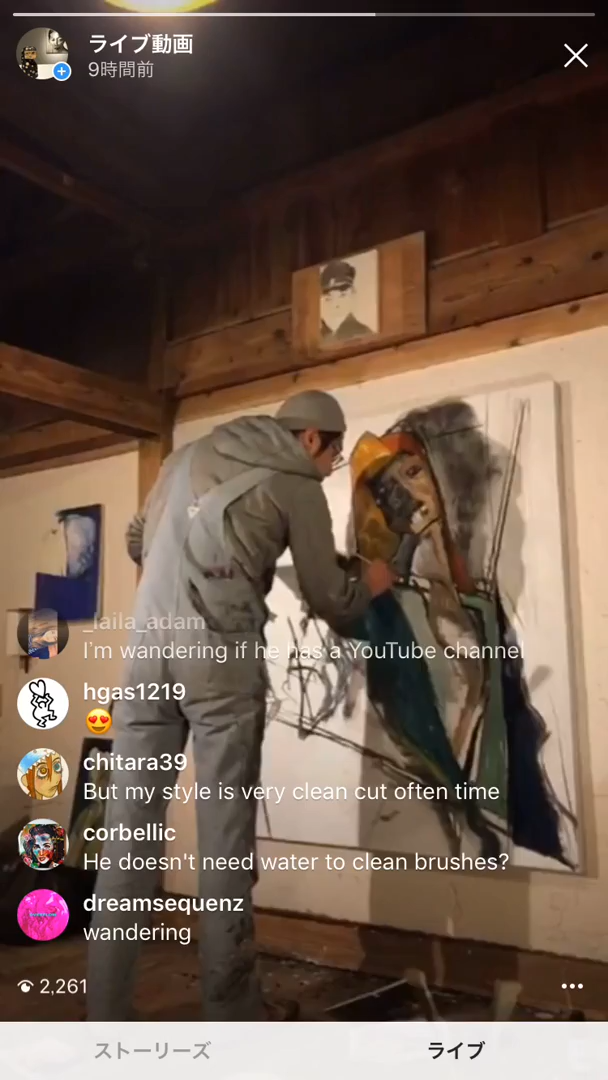 ライブ動画
9時間前
_laila_adam
I'm wandering if he has a YouTube channel
hgas1219
😍
chitara39
But my style is very clean cut often time
corbellic
He doesn't need water to clean brushes?
dreamsequenz
wandering
2,261
ストーリーズ
ライブ